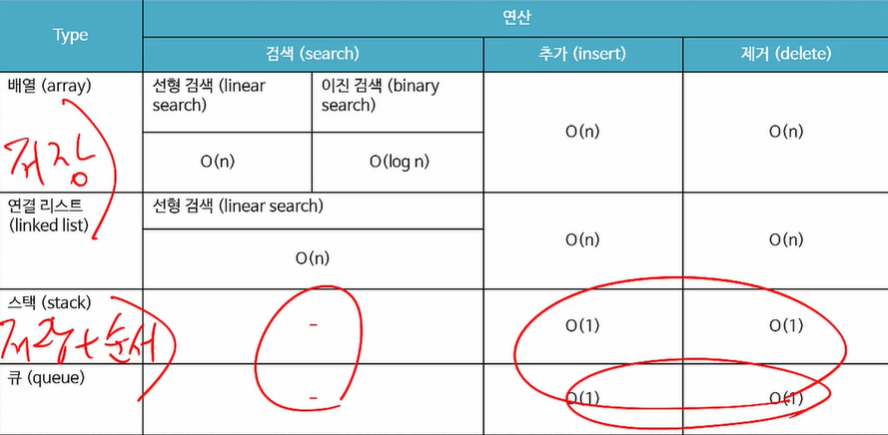 Type
연산
검색 (search)
추가 (insert)
제거 (delete)
배열 (array)
선형 검색 (linear
search)
이진 검색 (binary
search)
O(n)
O(log n)
O(n)
O(n)
저장
연결 리스트
(linked list)
선형 검색 (linear search)
O(n)
O(n)
O(n)
스택 (stack)
-
O(1)
O(1)
저장+순서
큐 (queue)
-
O(1)
O(1)